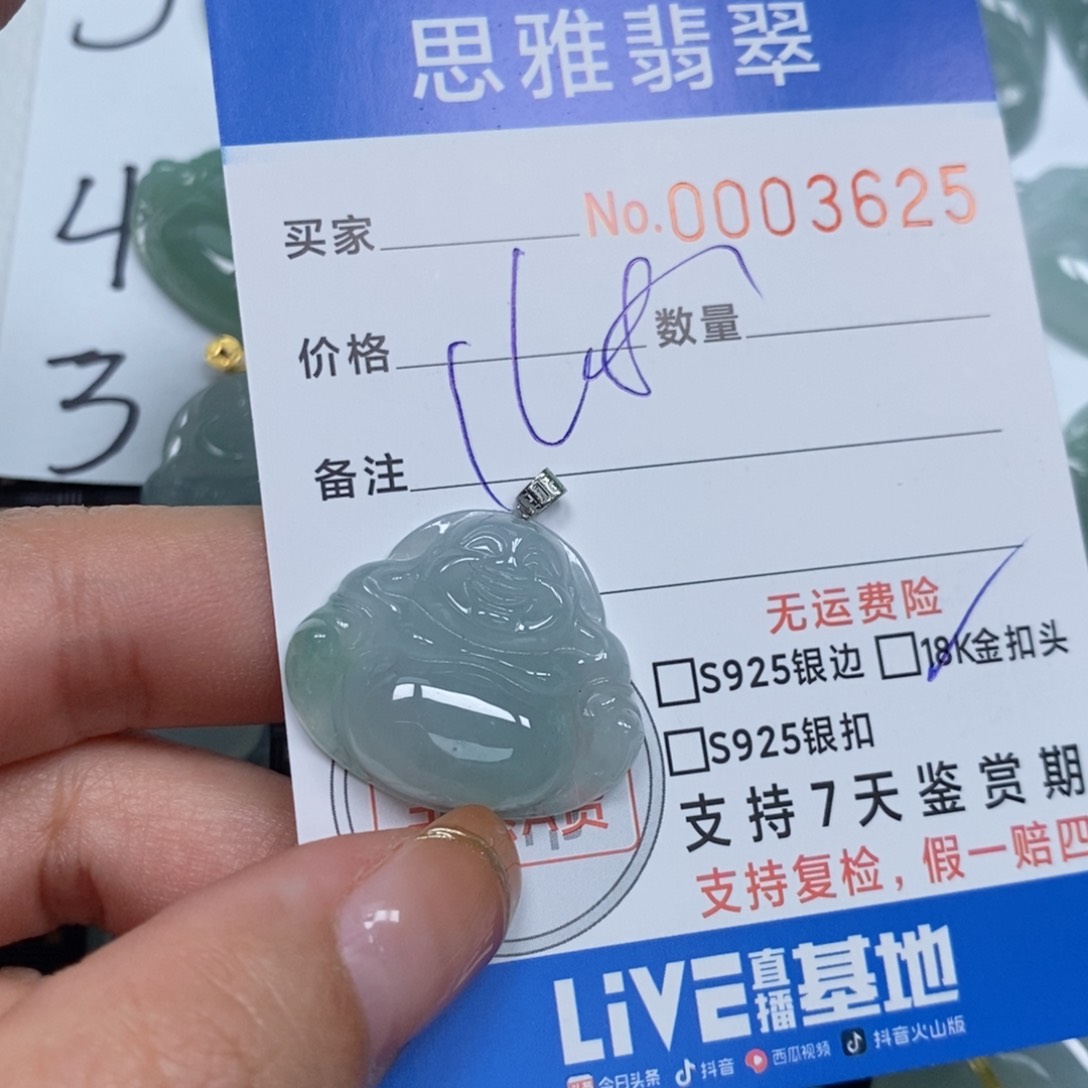 思雅翡翠
4
3
买家 No.0003625
价格 数量
备注
无运费险
□S925银边 □18K金扣头
□S925银扣
支持7天鉴赏期
支持复检，假一赔四
LiVE直播基地
今日头条 抖音 西瓜视频 抖音火山版